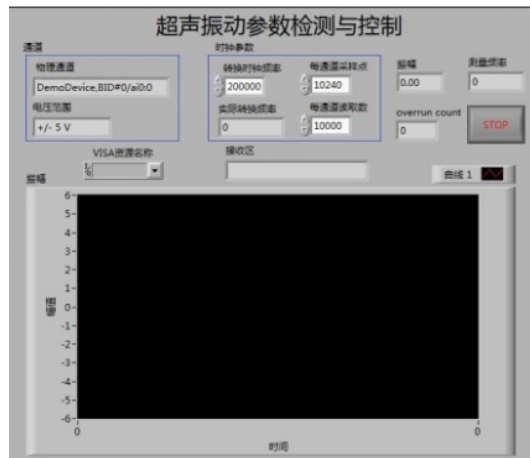 超声振动参数检测与控制
通道
物理通道
DemoDevice,BID#0/ai0:0
电压范围
+/- 5 V
时钟参数
转换时钟频率
200000
每通道采样点
10240
实际转换频率
0
每通道读取数
10000
振幅
0.00
测量频率
0
overrun count
0
STOP
VISA资源名称
接收区
振幅
曲线 1
6
5
4
3
2
1
0
-1
-2
-3
-4
-5
-6
幅值
0
0
时间